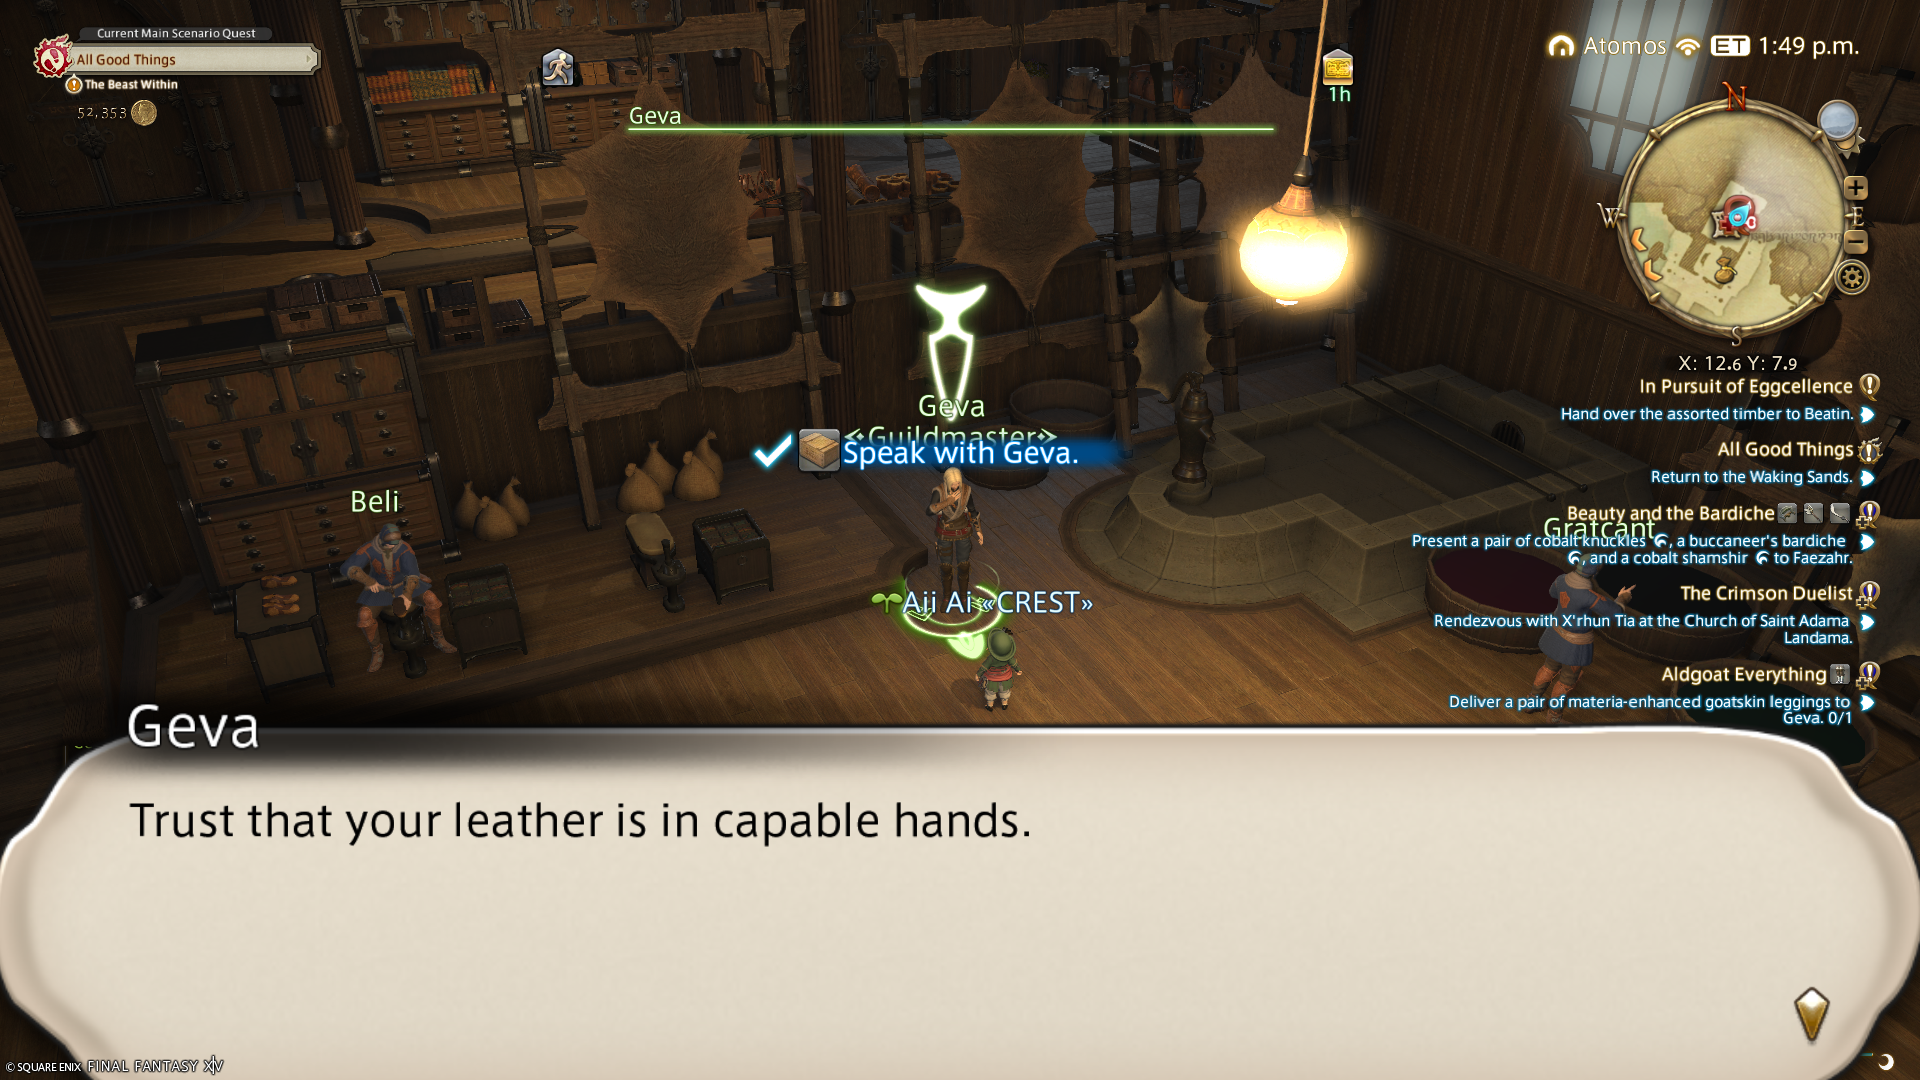 Current Main Scenario Quest
All Good Things
The Beast Within
52,353
Atomos ET 1:49 p.m.
1h
Geva
N
W
E
S
X: 12.6 Y: 7.9
In Pursuit of Eggcellence
Hand over the assorted timber to Beatin.
All Good Things
Return to the Waking Sands.
Beauty and the Bardiche
Present a pair of cobalt knuckles, a buccaneer's bardiche
, and a cobalt shamshir to Faezahr.
The Crimson Duelist
Rendezvous with X'rhun Tia at the Church of Saint Adama
Landama.
Aldgoat Everything
Deliver a pair of materia-enhanced goatskin leggings to
Geva. 0/1
Geva
«Guildmaster»
Speak with Geva.
Beli
Gratcant
Aji Ai «CREST»
Geva
Trust that your leather is in capable hands.
© SQUARE ENIX FINAL FANTASY XIV